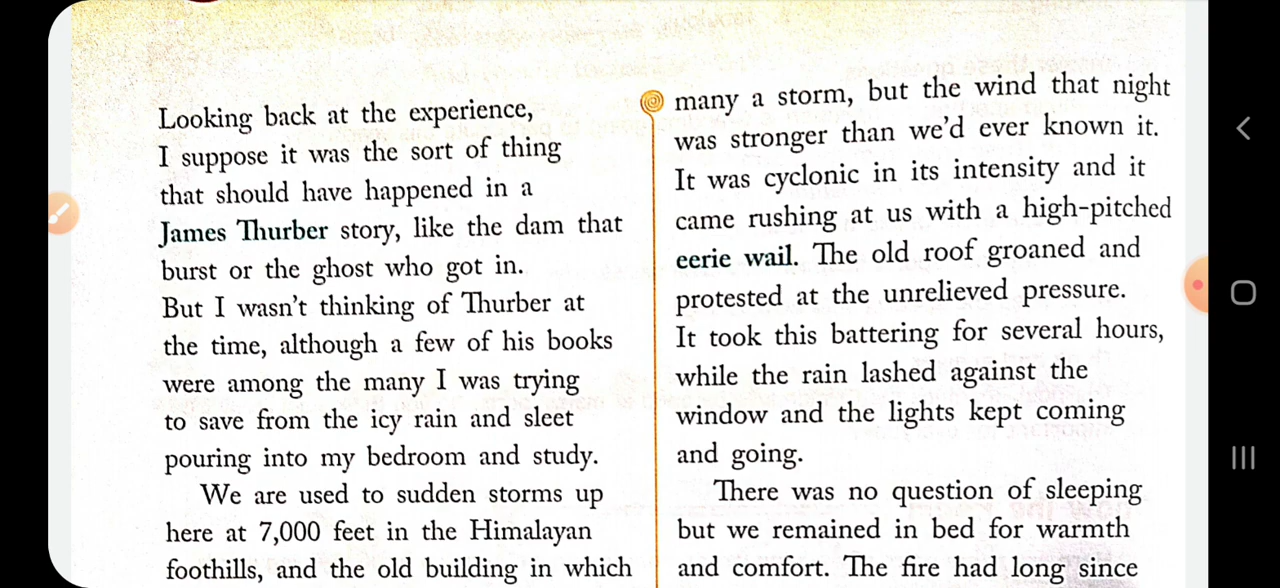 Looking back at the experience,
I suppose it was the sort of thing
that should have happened in a
James Thurber story, like the dam that
burst or the ghost who got in.
But I wasn't thinking of Thurber at
the time, although a few of his books
were among the many I was trying
to save from the icy rain and sleet
pouring into my bedroom and study.
We are used to sudden storms up
here at 7,000 feet in the Himalayan
foothills, and the old building in which
many a storm, but the wind that night
was stronger than we'd ever known it.
It was cyclonic in its intensity and it
came rushing at us with a high-pitched
eerie wail. The old roof groaned and
protested at the unrelieved pressure.
It took this battering for several hours,
while the rain lashed against the
window and the lights kept coming
and going.
There was no question of sleeping
but we remained in bed for warmth
and comfort. The fire had long since